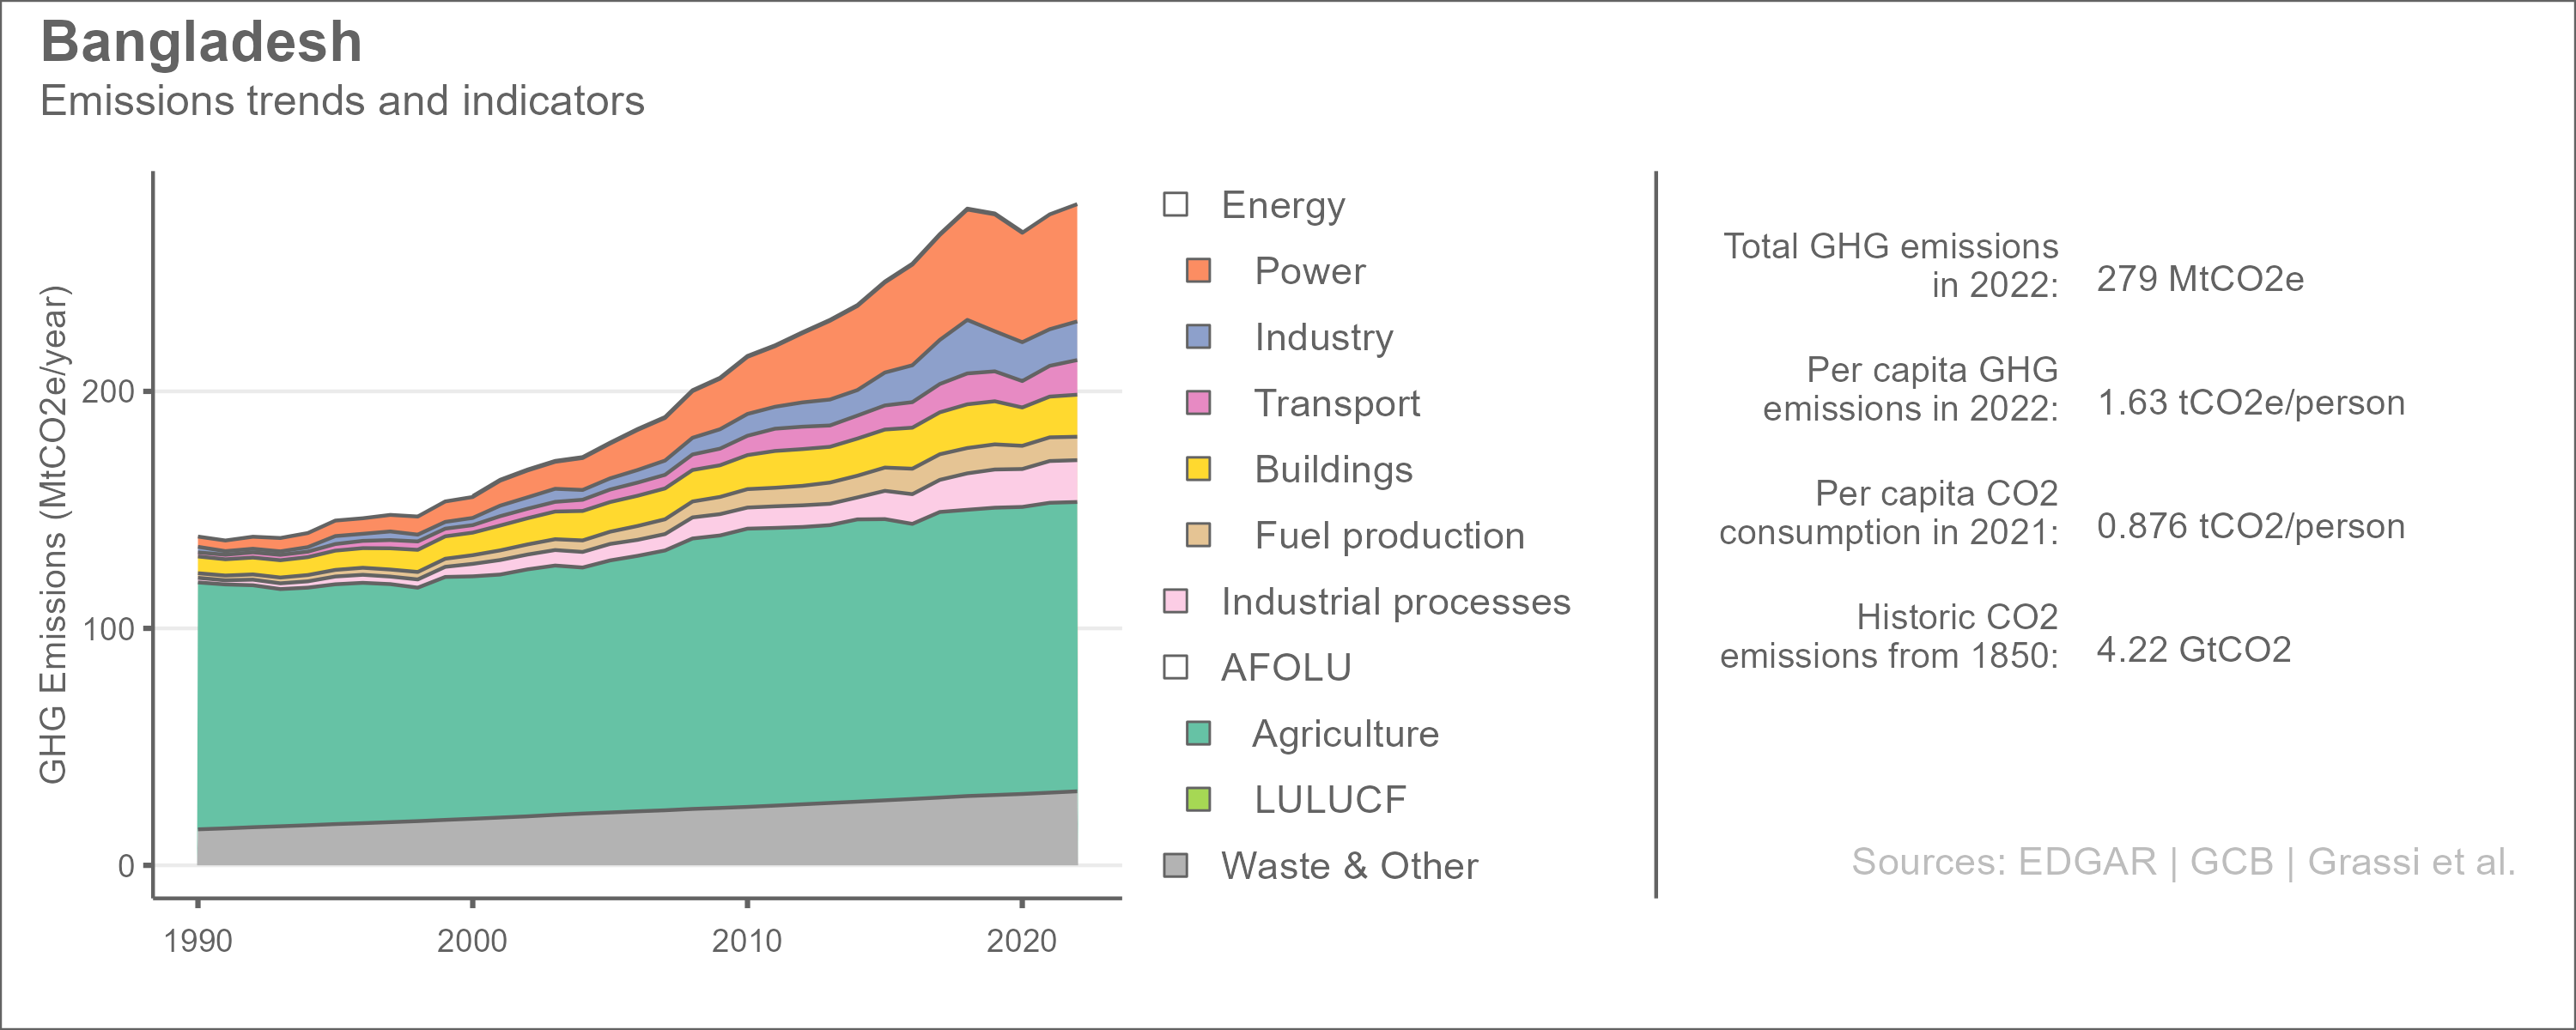 Bangladesh
Emissions trends and indicators
GHG Emissions (MtCO2e/year)
200
100
0
1990
2000
2010
2020
Energy
Power
Industry
Transport
Buildings
Fuel production
Industrial processes
AFOLU
Agriculture
LULUCF
Waste & Other
Total GHG emissions
in 2022:
279 MtCO2e
Per capita GHG
emissions in 2022:
1.63 tCO2e/person
Per capita CO2
consumption in 2021:
0.876 tCO2/person
Historic CO2
emissions from 1850:
4.22 GtCO2
Sources: EDGAR | GCB | Grassi et al.